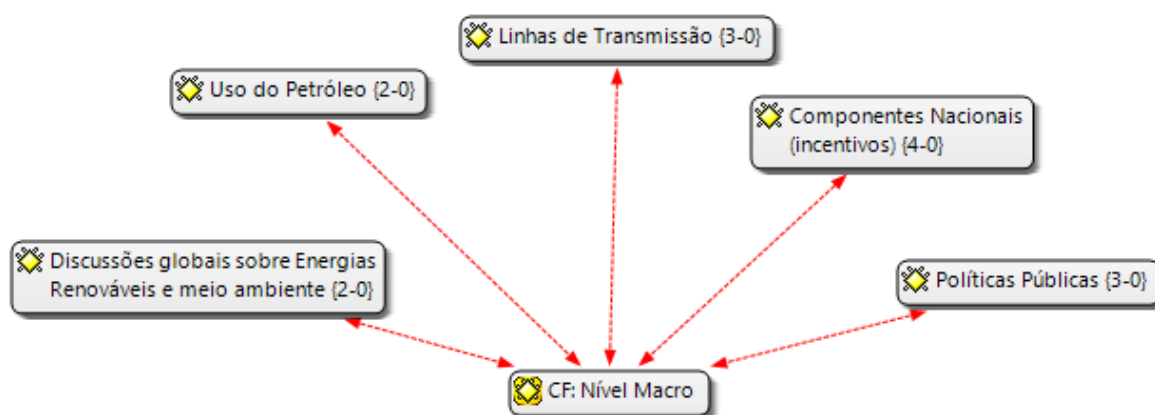 Linhas de Transmissão {3-0}
Uso do Petróleo {2-0}
Componentes Nacionais
(incentivos) {4-0}
Discussões globais sobre Energias
Renováveis e meio ambiente {2-0}
Políticas Públicas {3-0}
CF: Nível Macro